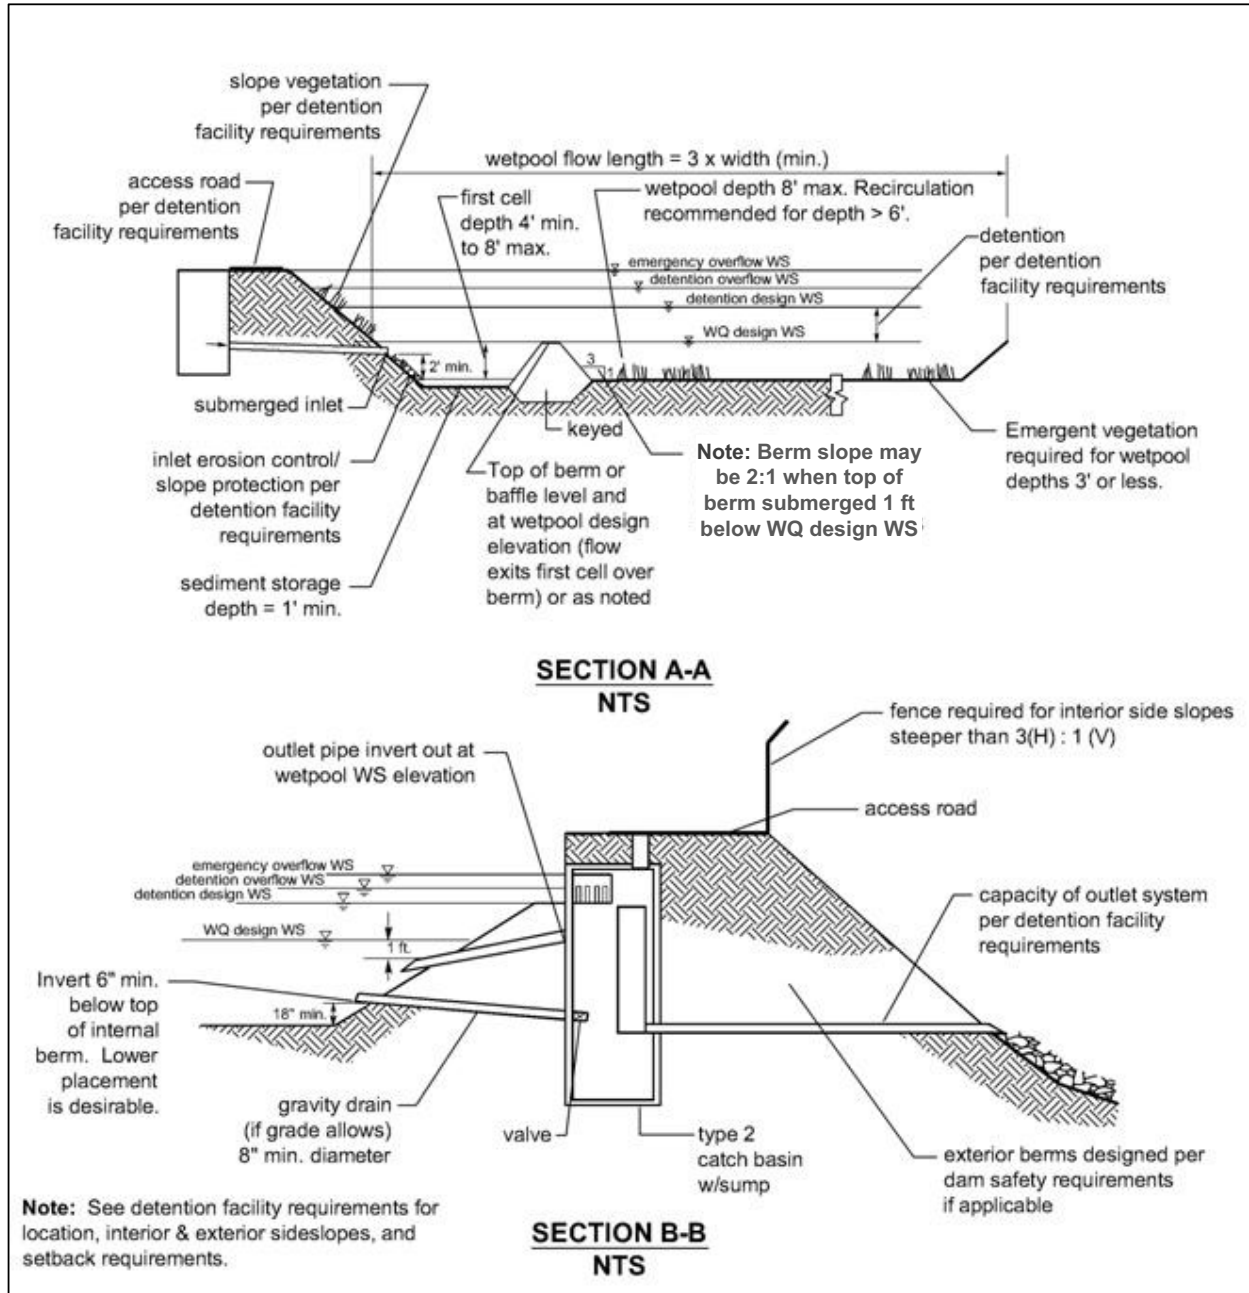 slope vegetation
per detention
facility requirements
wetpool flow length = 3 x width (min.)
access road
per detention
facility requirements
first cell
depth 4' min.
to 8' max.
wetpool depth 8' max. Recirculation
recommended for depth > 6'.
detention
per detention
facility requirements
emergency overflow WS
detention overflow WS
detention design WS
WQ design WS
2' min.
3
1
submerged inlet
keyed
inlet erosion control/
slope protection per
detention facility
requirements
Top of berm or
baffle level and
at wetpool design
elevation (flow
exits first cell over
berm) or as noted
Note: Berm slope may
be 2:1 when top of
berm submerged 1 ft
below WQ design WS
Emergent vegetation
required for wetpool
depths 3' or less.
sediment storage
depth = 1' min.
SECTION A-A
NTS
fence required for interior side slopes
steeper than 3(H) : 1 (V)
outlet pipe invert out at
wetpool WS elevation
access road
emergency overflow WS
detention overflow WS
detention design WS
WQ design WS
1 ft.
capacity of outlet system
per detention facility
requirements
Invert 6" min.
below top
of internal
berm. Lower
placement
is desirable.
18" min.
gravity drain
(if grade allows)
8" min. diameter
valve
type 2
catch basin
w/sump
exterior berms designed per
dam safety requirements
if applicable
Note: See detention facility requirements for
location, interior & exterior sideslopes, and
setback requirements.
SECTION B-B
NTS